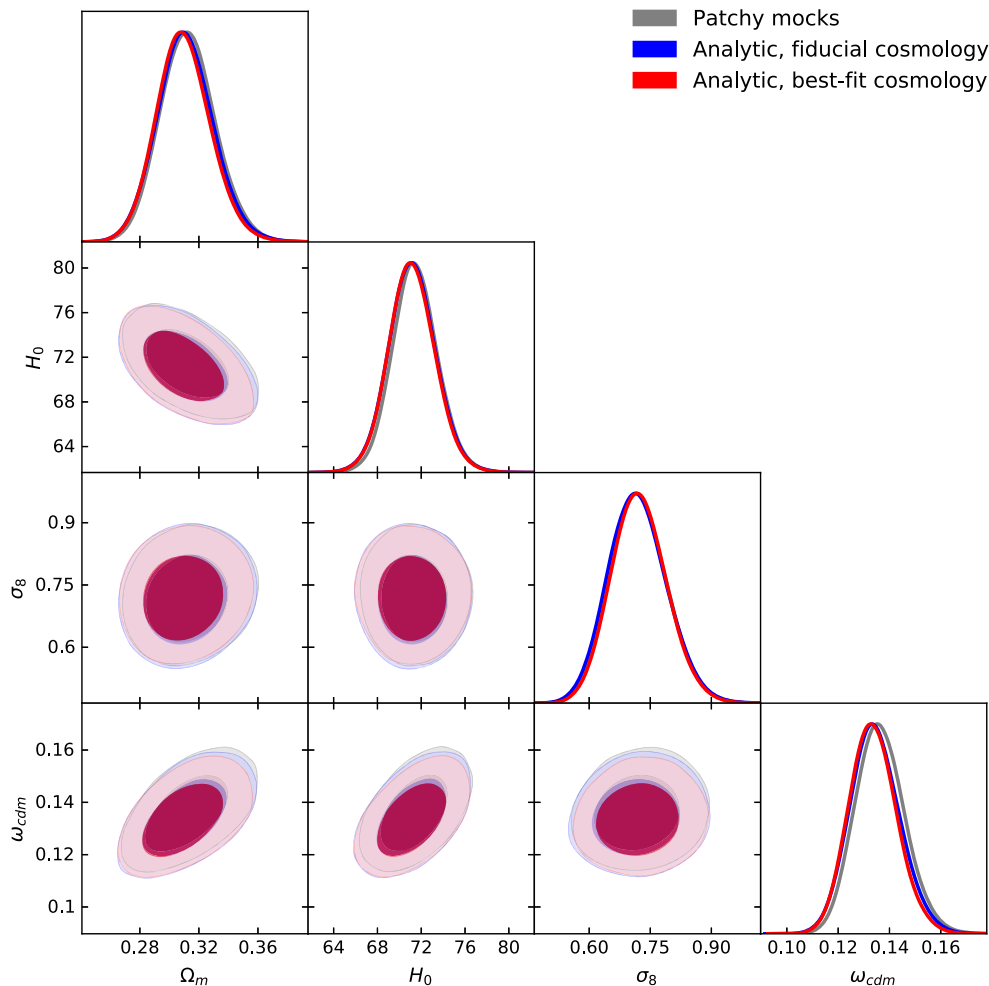 Patchy mocks
Analytic, fiducial cosmology
Analytic, best-fit cosmology
80
76
72
68
64
H₀
0.9
0.75
0.6
σ₈
0.16
0.14
0.12
0.1
ω_cdm
0.28 0.32 0.36
64 68 72 76 80
0.60 0.75 0.90
0.10 0.12 0.14 0.16
Ω_m
H₀
σ₈
ω_cdm